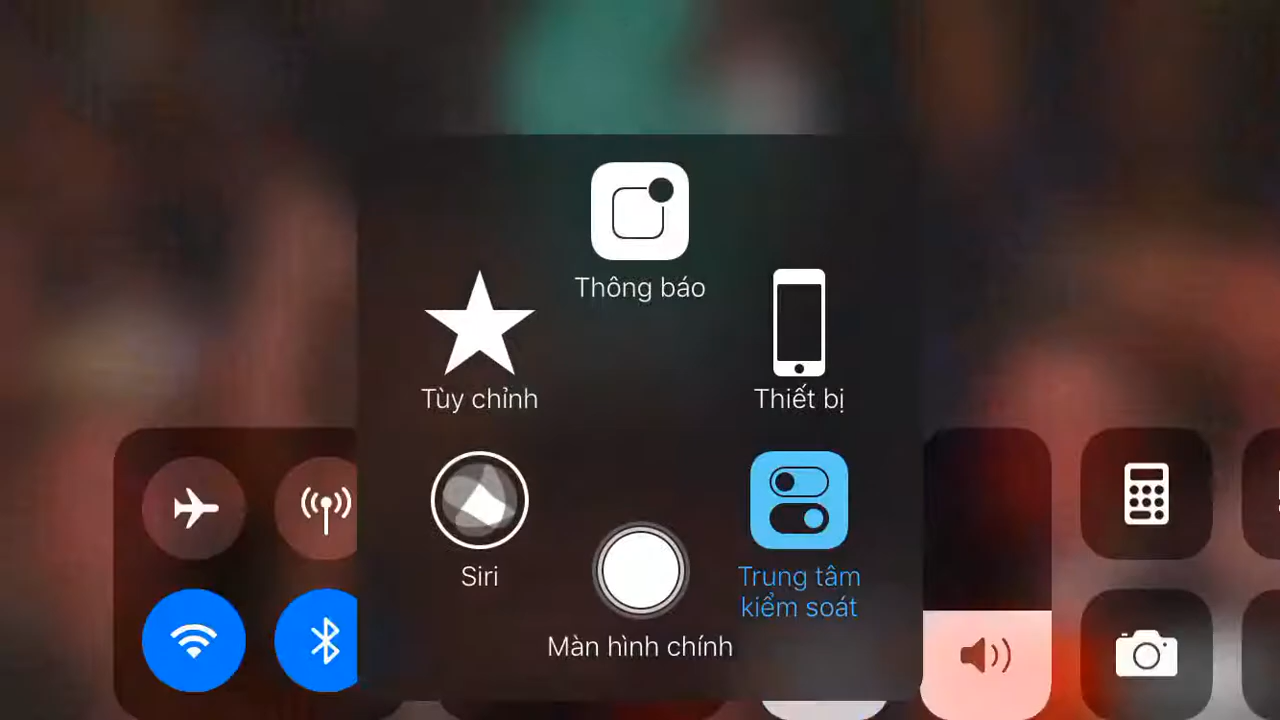 Thông báo
Tùy chỉnh
Thiết bị
Siri
Trung tâm
kiểm soát
Màn hình chính